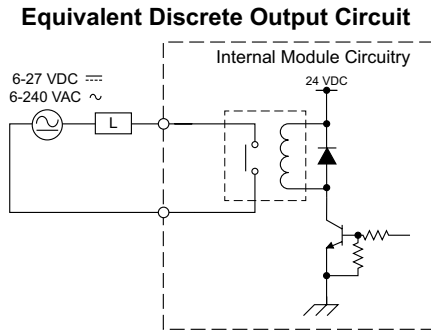 Equivalent Discrete Output Circuit
Internal Module Circuitry
6-27 VDC ⎓
6-240 VAC ∿
24 VDC
L